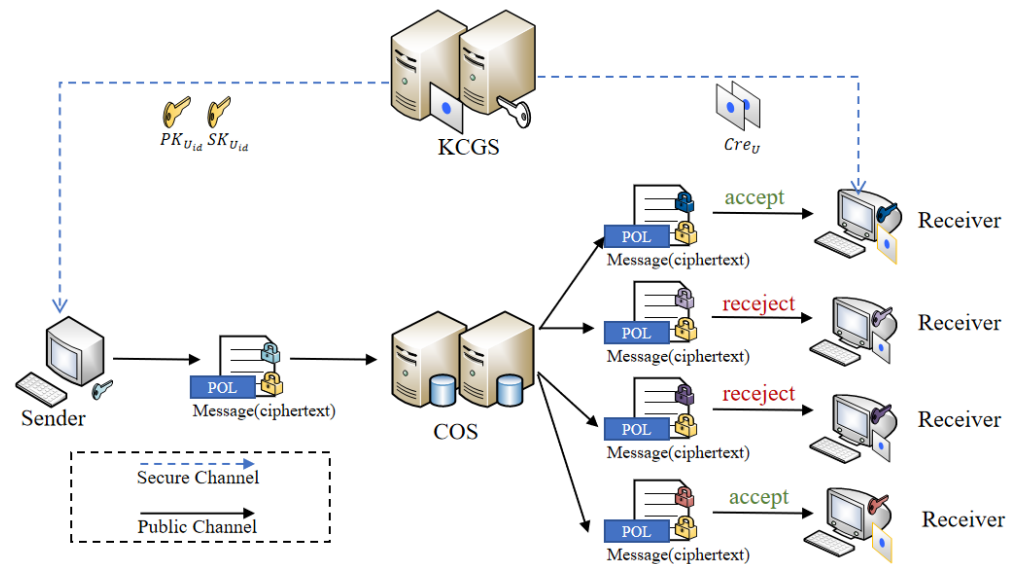 KCGS
PK_{U_{id}} SK_{U_{id}}
Cre_U
accept
POL
Message(ciphertext)
Receiver
receject
POL
Message(ciphertext)
Receiver
Sender
POL
Message(ciphertext)
COS
receject
POL
Message(ciphertext)
Receiver
Secure Channel
Public Channel
accept
POL
Message(ciphertext)
Receiver